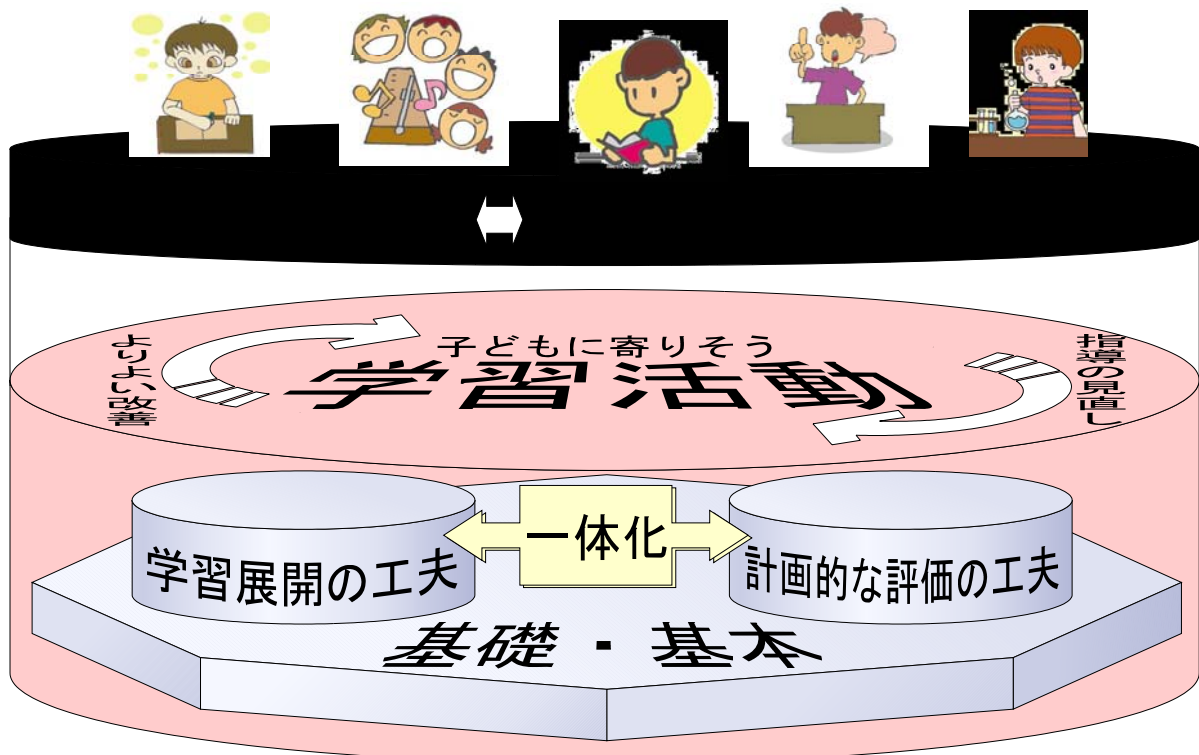 子どもに寄りそう
学習活動
よりよい改善
指導の見直し
一体化
学習展開の工夫
計画的な評価の工夫
基礎・基本